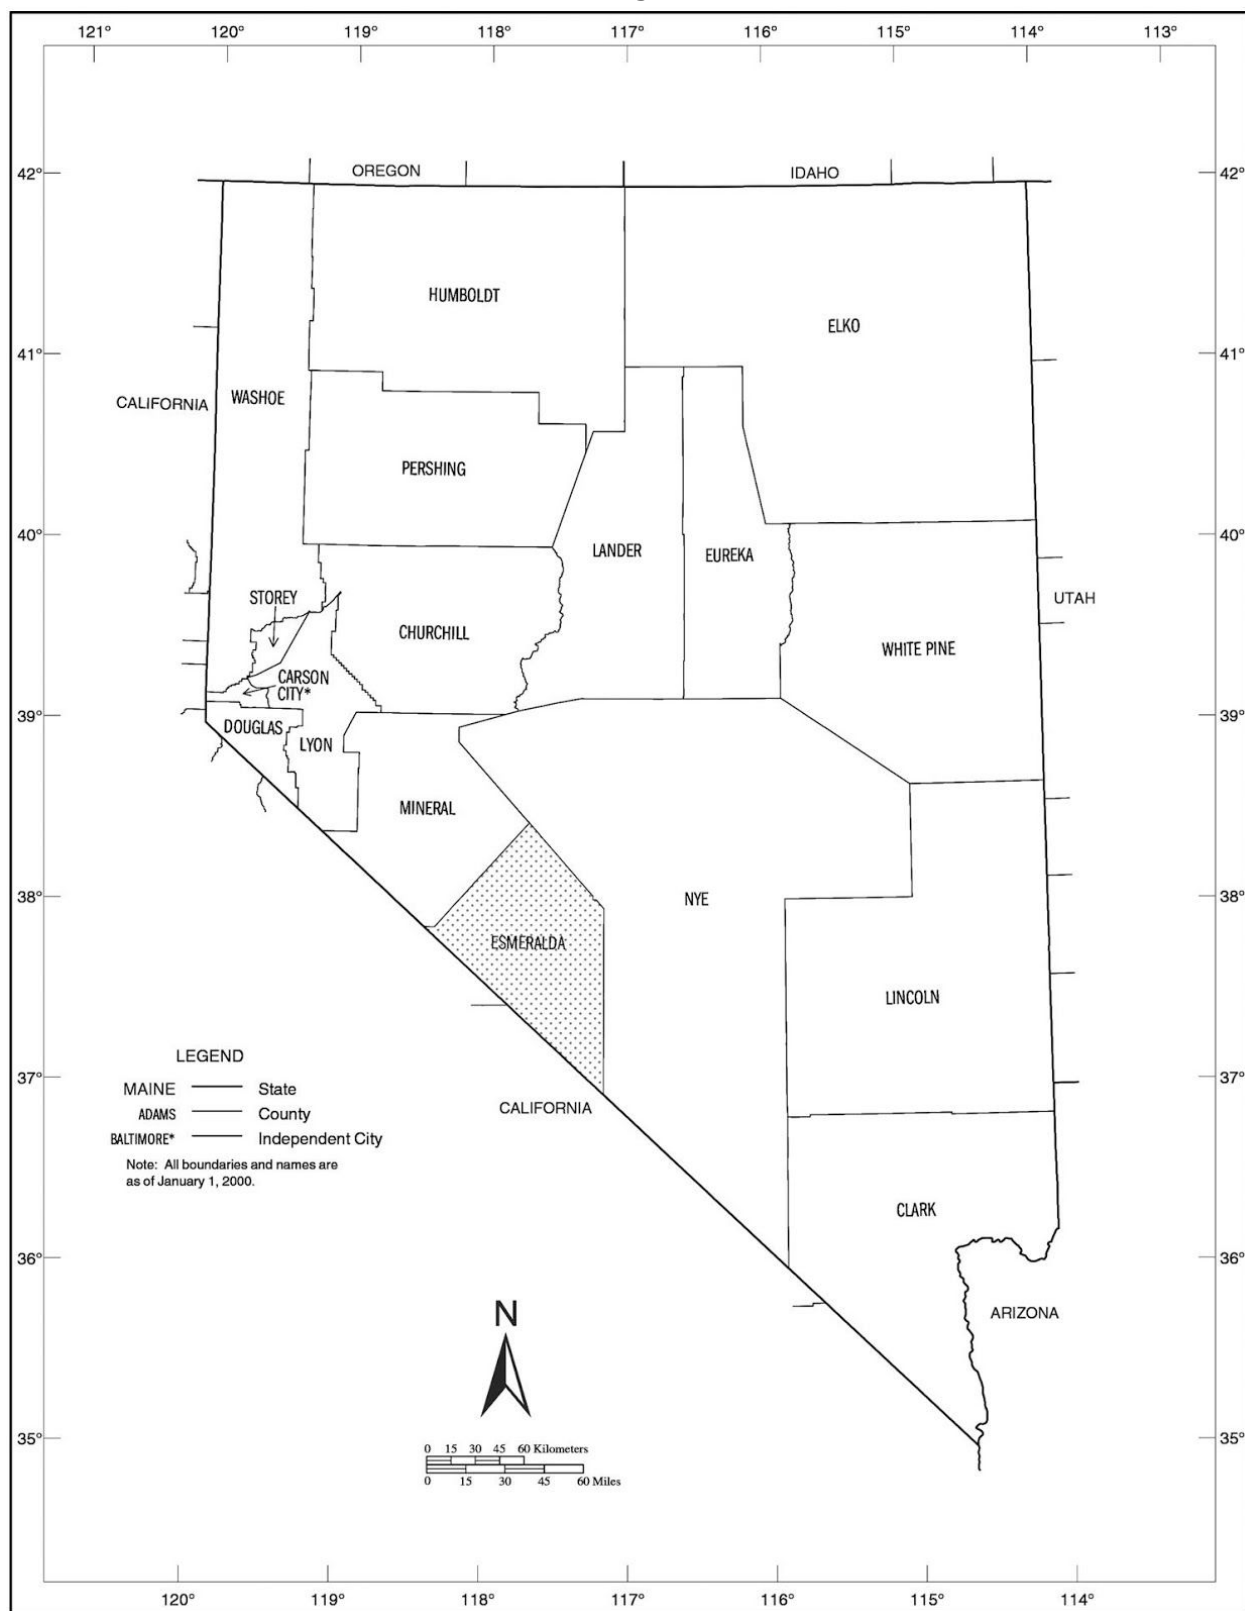 121° 120° 119° 118° 117° 116° 115° 114° 113°
42° OREGON IDAHO 42°
HUMBOLDT
ELKO
41° 41°
CALIFORNIA WASHOE
PERSHING
40° LANDER EUREKA 40°
STOREY UTAH
CHURCHILL WHITE PINE
CARSON
CITY*
39° 39°
DOUGLAS LYON
MINERAL
38° NYE 38°
ESMERALDA
LINCOLN
LEGEND
37° 37°
MAINE State
ADAMS County
BALTIMORE* Independent City
Note: All boundaries and names are
as of January 1, 2000.
CALIFORNIA
CLARK
36° 36°
N ARIZONA
35° 35°
0 15 30 45 60 Kilometers
0 15 30 45 60 Miles
120° 119° 118° 117° 116° 115° 114°